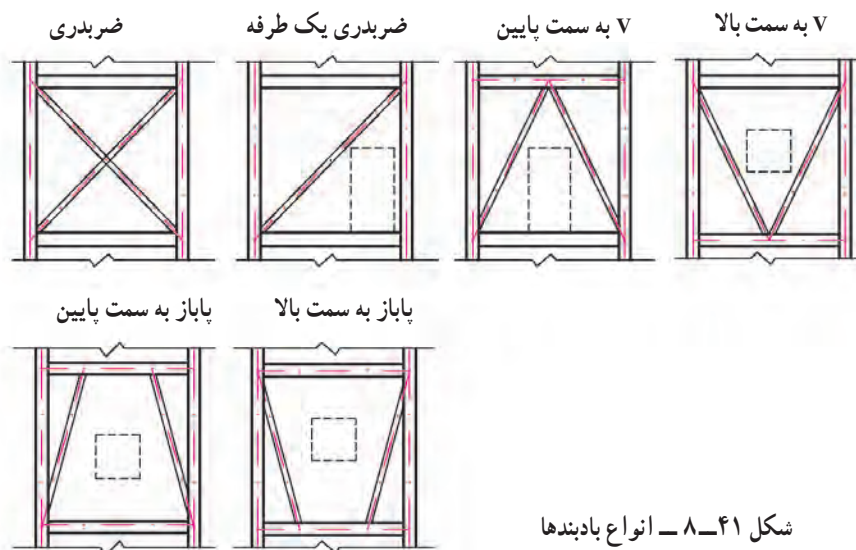 V به سمت بالا
V به سمت پایین
ضربدری یک طرفه
ضربدری
پاباز به سمت بالا
پاباز به سمت پایین
شکل ۴۱ــ۸ ــ انواع بادبندها